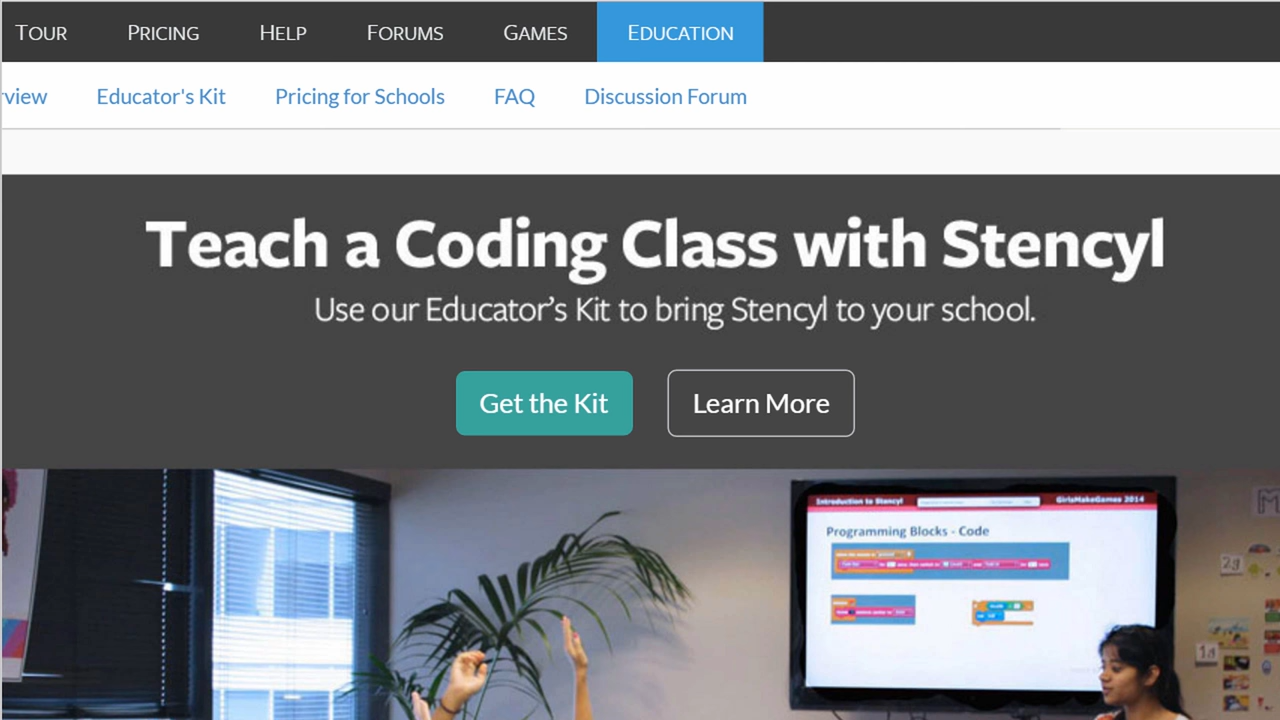 TOUR PRICING HELP FORUMS GAMES EDUCATION
rview Educator's Kit Pricing for Schools FAQ Discussion Forum
Teach a Coding Class with Stencyl
Use our Educator’s Kit to bring Stencyl to your school.
Get the Kit Learn More
Introduction to Stencyl GirlsMakeGames 2014
Programming Blocks - Code